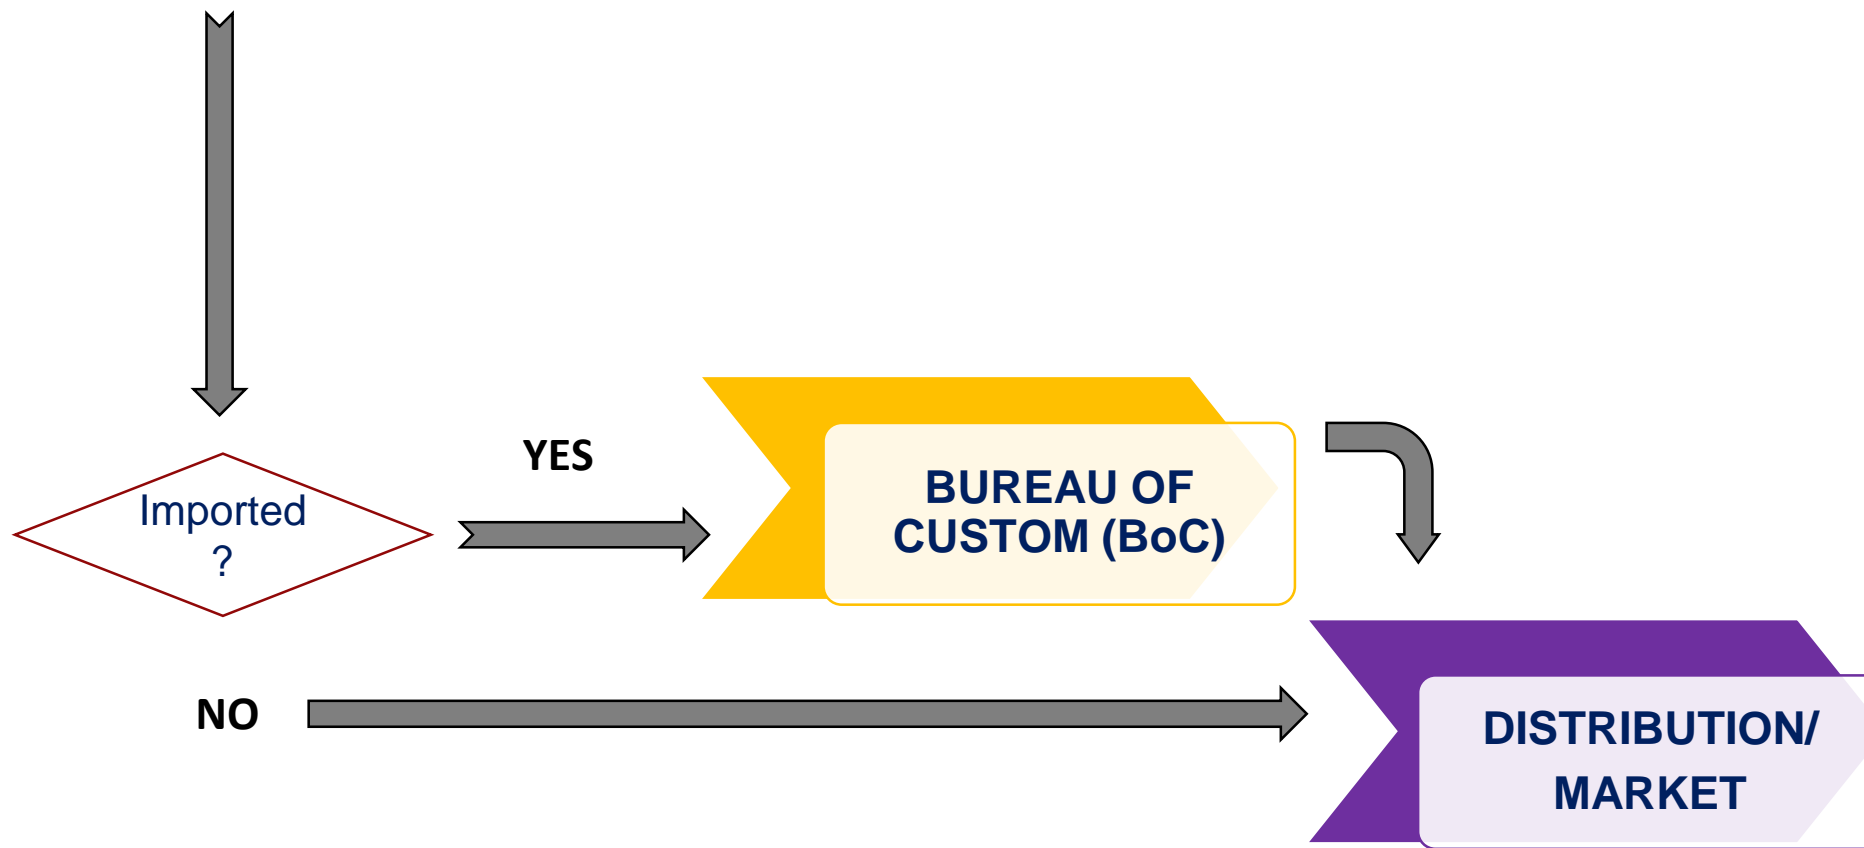 YES
Imported
?
BUREAU OF
CUSTOM (BoC)
NO
DISTRIBUTION/
MARKET